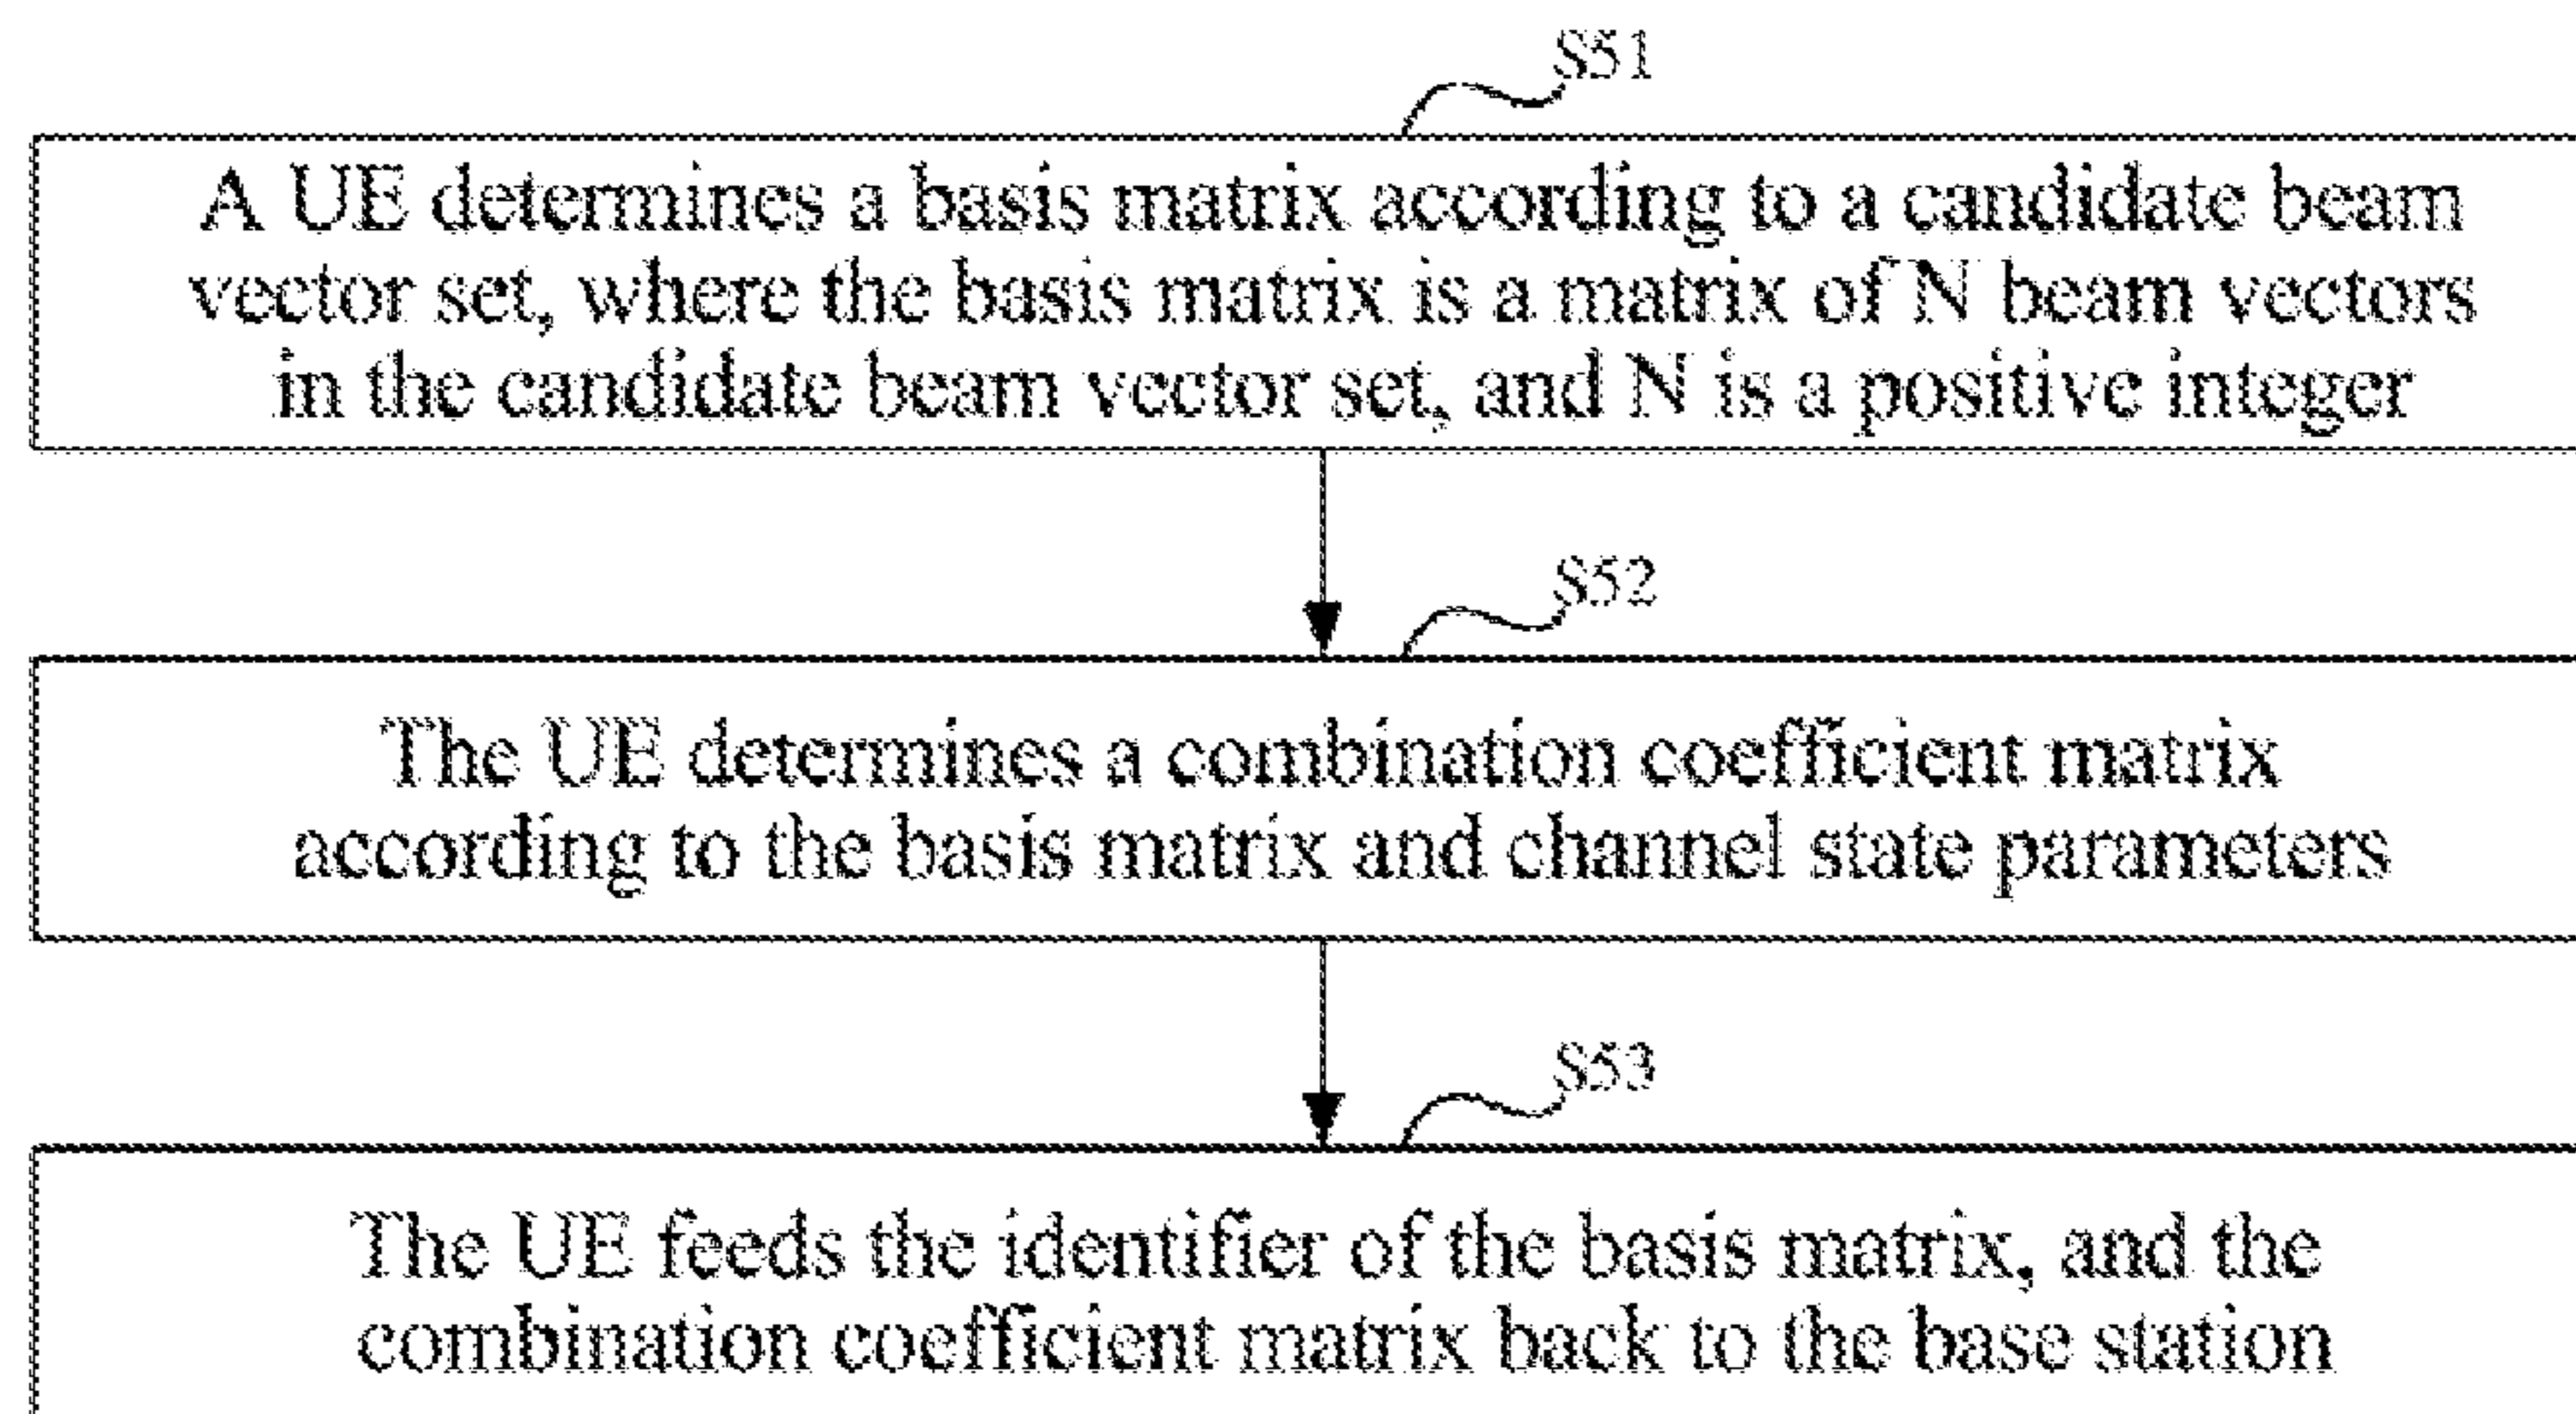 S51
A UE determines a basis matrix according to a candidate beam
vector set, where the basis matrix is a matrix of N beam vectors
in the candidate beam vector set, and N is a positive integer
S52
The UE determines a combination coefficient matrix
according to the basis matrix and channel state parameters
S53
The UE feeds the identifier of the basis matrix, and the
combination coefficient matrix back to the base station